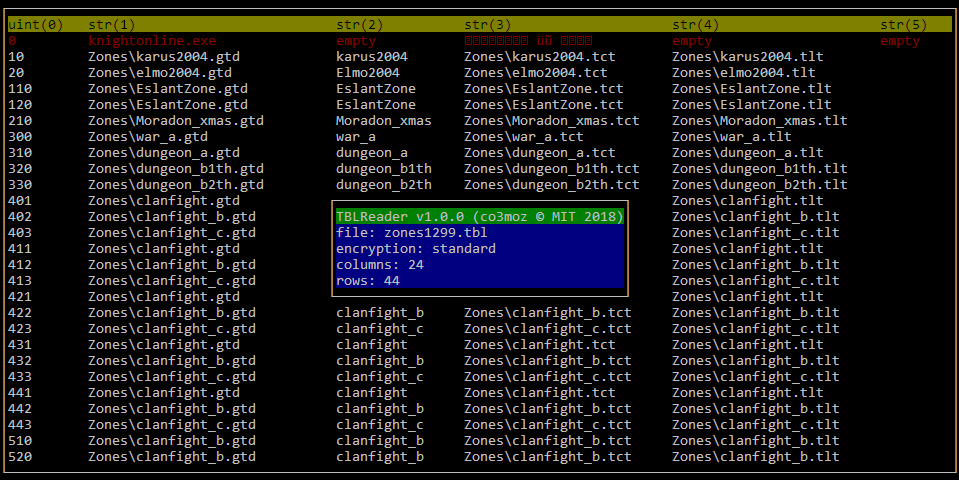 uint(0) str(1) str(2) str(3) str(4) str(5)
0 knightonline.exe empty empty empty
10 Zones\karus2004.gtd karus2004 Zones\karus2004.tct Zones\karus2004.tlt
20 Zones\elmo2004.gtd Elmo2004 Zones\elmo2004.tct Zones\elmo2004.tlt
110 Zones\EslantZone.gtd EslantZone Zones\EslantZone.tct Zones\EslantZone.tlt
120 Zones\EslantZone.gtd EslantZone Zones\EslantZone.tct Zones\EslantZone.tlt
210 Zones\Moradon_xmas.gtd Moradon_xmas Zones\Moradon_xmas.tct Zones\Moradon_xmas.tlt
300 Zones\war_a.gtd war_a Zones\war_a.tct Zones\war_a.tlt
310 Zones\dungeon_a.gtd dungeon_a Zones\dungeon_a.tct Zones\dungeon_a.tlt
320 Zones\dungeon_b1th.gtd dungeon_b1th Zones\dungeon_b1th.tct Zones\dungeon_b1th.tlt
330 Zones\dungeon_b2th.gtd dungeon_b2th Zones\dungeon_b2th.tct Zones\dungeon_b2th.tlt
401 Zones\clanfight.gtd Zones\clanfight.tlt
402 Zones\clanfight_b.gtd TBLReader v1.0.0 (co3moz © MIT 2018) Zones\clanfight_b.tlt
403 Zones\clanfight_c.gtd file: zones1299.tbl Zones\clanfight_c.tlt
411 Zones\clanfight.gtd encryption: standard Zones\clanfight.tlt
412 Zones\clanfight_b.gtd columns: 24 Zones\clanfight_b.tlt
413 Zones\clanfight_c.gtd rows: 44 Zones\clanfight_c.tlt
421 Zones\clanfight.gtd Zones\clanfight.tlt
422 Zones\clanfight_b.gtd clanfight_b Zones\clanfight_b.tct Zones\clanfight_b.tlt
423 Zones\clanfight_c.gtd clanfight_c Zones\clanfight_c.tct Zones\clanfight_c.tlt
431 Zones\clanfight.gtd clanfight Zones\clanfight.tct Zones\clanfight.tlt
432 Zones\clanfight_b.gtd clanfight_b Zones\clanfight_b.tct Zones\clanfight_b.tlt
433 Zones\clanfight_c.gtd clanfight_c Zones\clanfight_c.tct Zones\clanfight_c.tlt
441 Zones\clanfight.gtd clanfight Zones\clanfight.tct Zones\clanfight.tlt
442 Zones\clanfight_b.gtd clanfight_b Zones\clanfight_b.tct Zones\clanfight_b.tlt
443 Zones\clanfight_c.gtd clanfight_c Zones\clanfight_c.tct Zones\clanfight_c.tlt
510 Zones\clanfight_b.gtd clanfight_b Zones\clanfight_b.tct Zones\clanfight_b.tlt
520 Zones\clanfight_b.gtd clanfight_b Zones\clanfight_b.tct Zones\clanfight_b.tlt